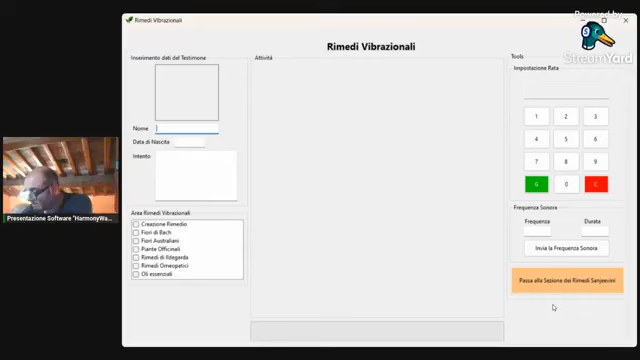 Rimedi Vibrazionali
Powered by
StreamYard
Rimedi Vibrazionali
Inserimento dati del Testimone
Attività
Tools
Impostazione Rata
1 2 3
4 5 6
7 8 9
G 0 C
Nome
Data di Nascita
Intento
Presentazione Software "HarmonyWa...
Area Rimedi Vibrazionali
Creazione Rimedio
Fiori di Bach
Fiori Australiani
Piante Officinali
Rimedi di Ildegarda
Rimedi Omeopatici
Oli essenziali
Frequenza Sonora
Frequenza Durata
Invia la Frequenza Sonora
Passa alla Sezione dei Rimedi Sanjeevini